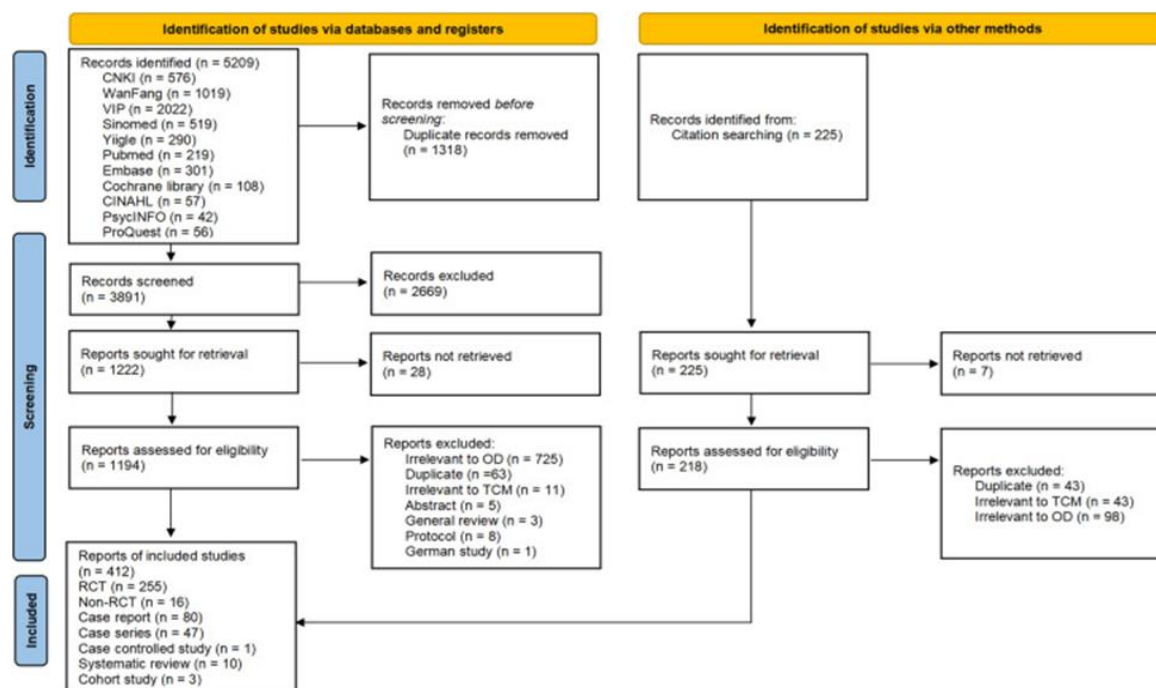 Identification of studies via databases and registers
Identification of studies via other methods
Identification
Records identified (n = 5209)
CNKI (n = 576)
WanFang (n = 1019)
VIP (n = 2022)
Sinomed (n = 519)
Yiigle (n = 290)
Pubmed (n = 219)
Embase (n = 301)
Cochrane library (n = 108)
CINAHL (n = 57)
PsycINFO (n = 42)
ProQuest (n = 56)
Records removed before
screening:
Duplicate records removed
(n = 1318)
Records identified from:
Citation searching (n = 225)
Screening
Records screened
(n = 3891)
Records excluded
(n = 2669)
Reports sought for retrieval
(n = 1222)
Reports not retrieved
(n = 28)
Reports sought for retrieval
(n = 225)
Reports not retrieved
(n = 7)
Reports assessed for eligibility
(n = 1194)
Reports excluded:
Irrelevant to OD (n = 725)
Duplicate (n =63)
Irrelevant to TCM (n = 11)
Abstract (n = 5)
General review (n = 3)
Protocol (n = 8)
German study (n = 1)
Reports assessed for eligibility
(n = 218)
Reports excluded:
Duplicate (n = 43)
Irrelevant to TCM (n = 43)
Irrelevant to OD (n = 98)
Included
Reports of included studies
(n = 412)
RCT (n = 255)
Non-RCT (n = 16)
Case report (n = 80)
Case series (n = 47)
Case controlled study (n = 1)
Systematic review (n = 10)
Cohort study (n = 3)